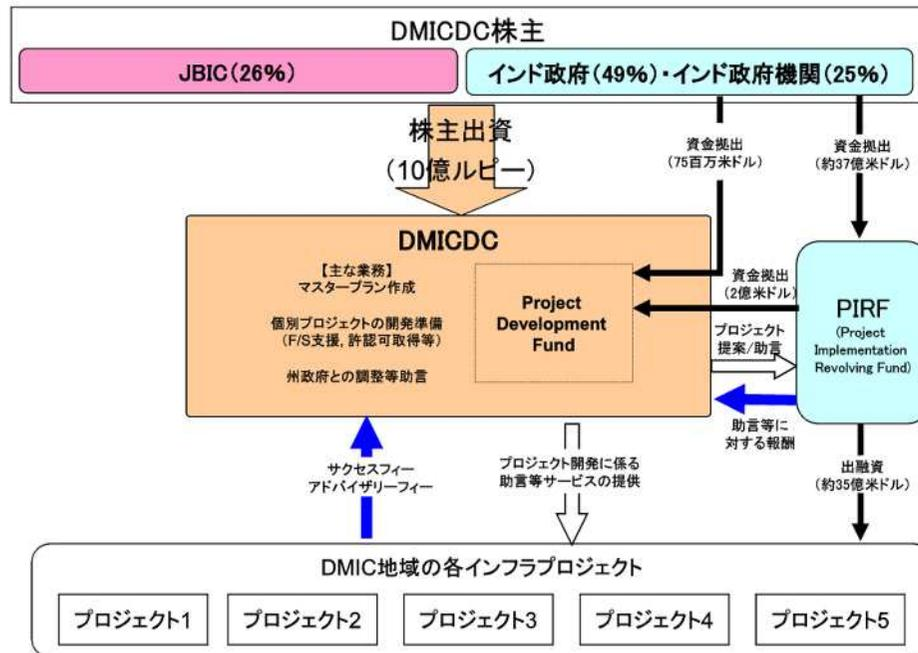 DMICDC株主
JBIC(26%)
インド政府(49%)・インド政府機関(25%)
株主出資
(10億ルピー)
資金拠出
(75百万米ドル)
資金拠出
(約37億米ドル)
DMICDC
【主な業務】
マスタープラン作成
個別プロジェクトの開発準備
(F/S支援, 許認可取得等)
州政府との調整等助言
Project
Development
Fund
資金拠出
(2億米ドル)
PIRF
(Project
Implementation
Revolving Fund)
プロジェクト
提案/助言
助言等に
対する報酬
サクセスフィー
アドバイザリーフィー
プロジェクト開発に係る
助言等サービスの提供
出融資
(約35億米ドル)
DMIC地域の各インフラプロジェクト
プロジェクト1
プロジェクト2
プロジェクト3
プロジェクト4
プロジェクト5